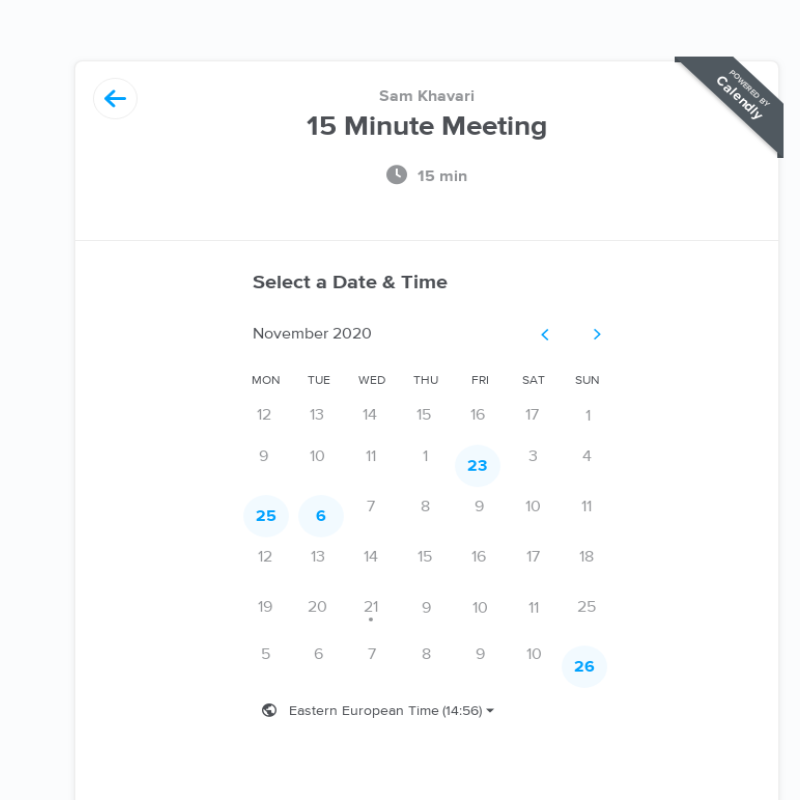 POWERED BY
Calendly
Sam Khavari
15 Minute Meeting
15 min
Select a Date & Time
November 2020
MON TUE WED THU FRI SAT SUN
12 13 14 15 16 17 1
9 10 11 1 23 3 4
25 6 7 8 9 10 11
12 13 14 15 16 17 18
19 20 21 9 10 11 25
5 6 7 8 9 10 26
Eastern European Time (14:56)